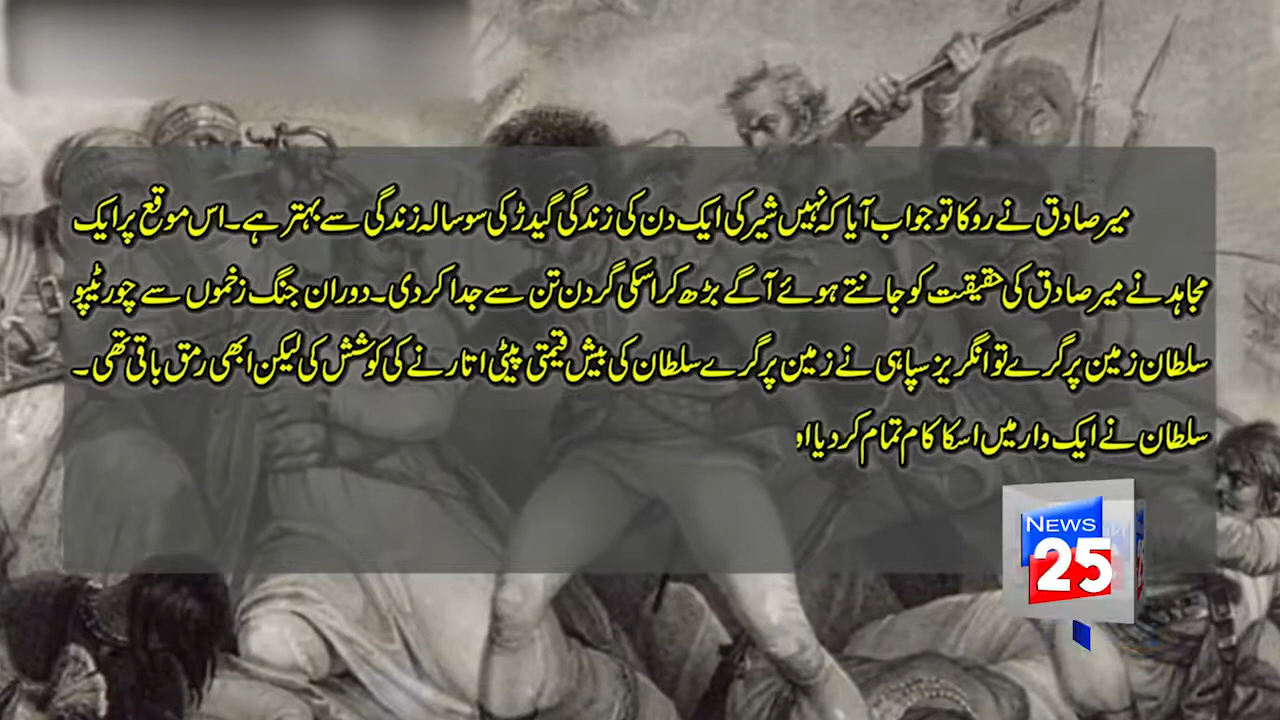 میر صادق نے روکا تو جواب آیا کہ نہیں شیر کی ایک دن کی زندگی گیدڑ کی سو سالہ زندگی سے بہتر ہے۔ اس موقع پر ایک
مجاہد نے میر صادق کی حقیقت کو جانتے ہوئے آگے بڑھ کر اسکی گردن تن سے جدا کر دی۔ دوران جنگ زخموں سے چور ٹیپو
سلطان زمین پر گرے تو انگریز سپاہی نے زمین پر گرے سلطان کی بیش قیمتی پیٹی اتارنے کی کوشش کی لیکن ابھی رمق باقی تھی۔
سلطان نے ایک وار میں اسکا کام تمام کر دیا او
NEWS
25